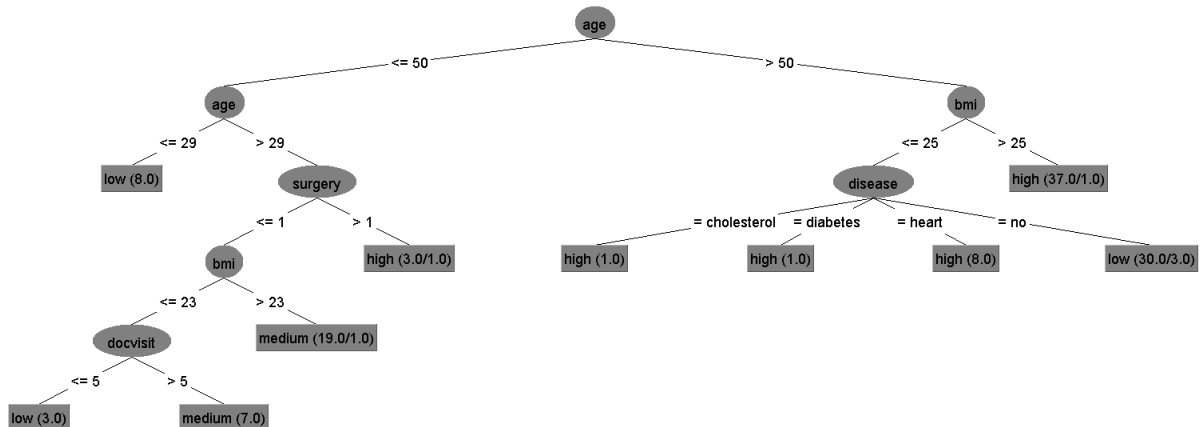 age
<= 50
> 50
age
bmi
<= 29
> 29
<= 25
> 25
low (8.0)
surgery
disease
high (37.0/1.0)
<= 1
> 1
= cholesterol
= diabetes
= heart
= no
bmi
high (3.0/1.0)
high (1.0)
high (1.0)
high (8.0)
low (30.0/3.0)
<= 23
> 23
docvisit
medium (19.0/1.0)
<= 5
> 5
low (3.0)
medium (7.0)